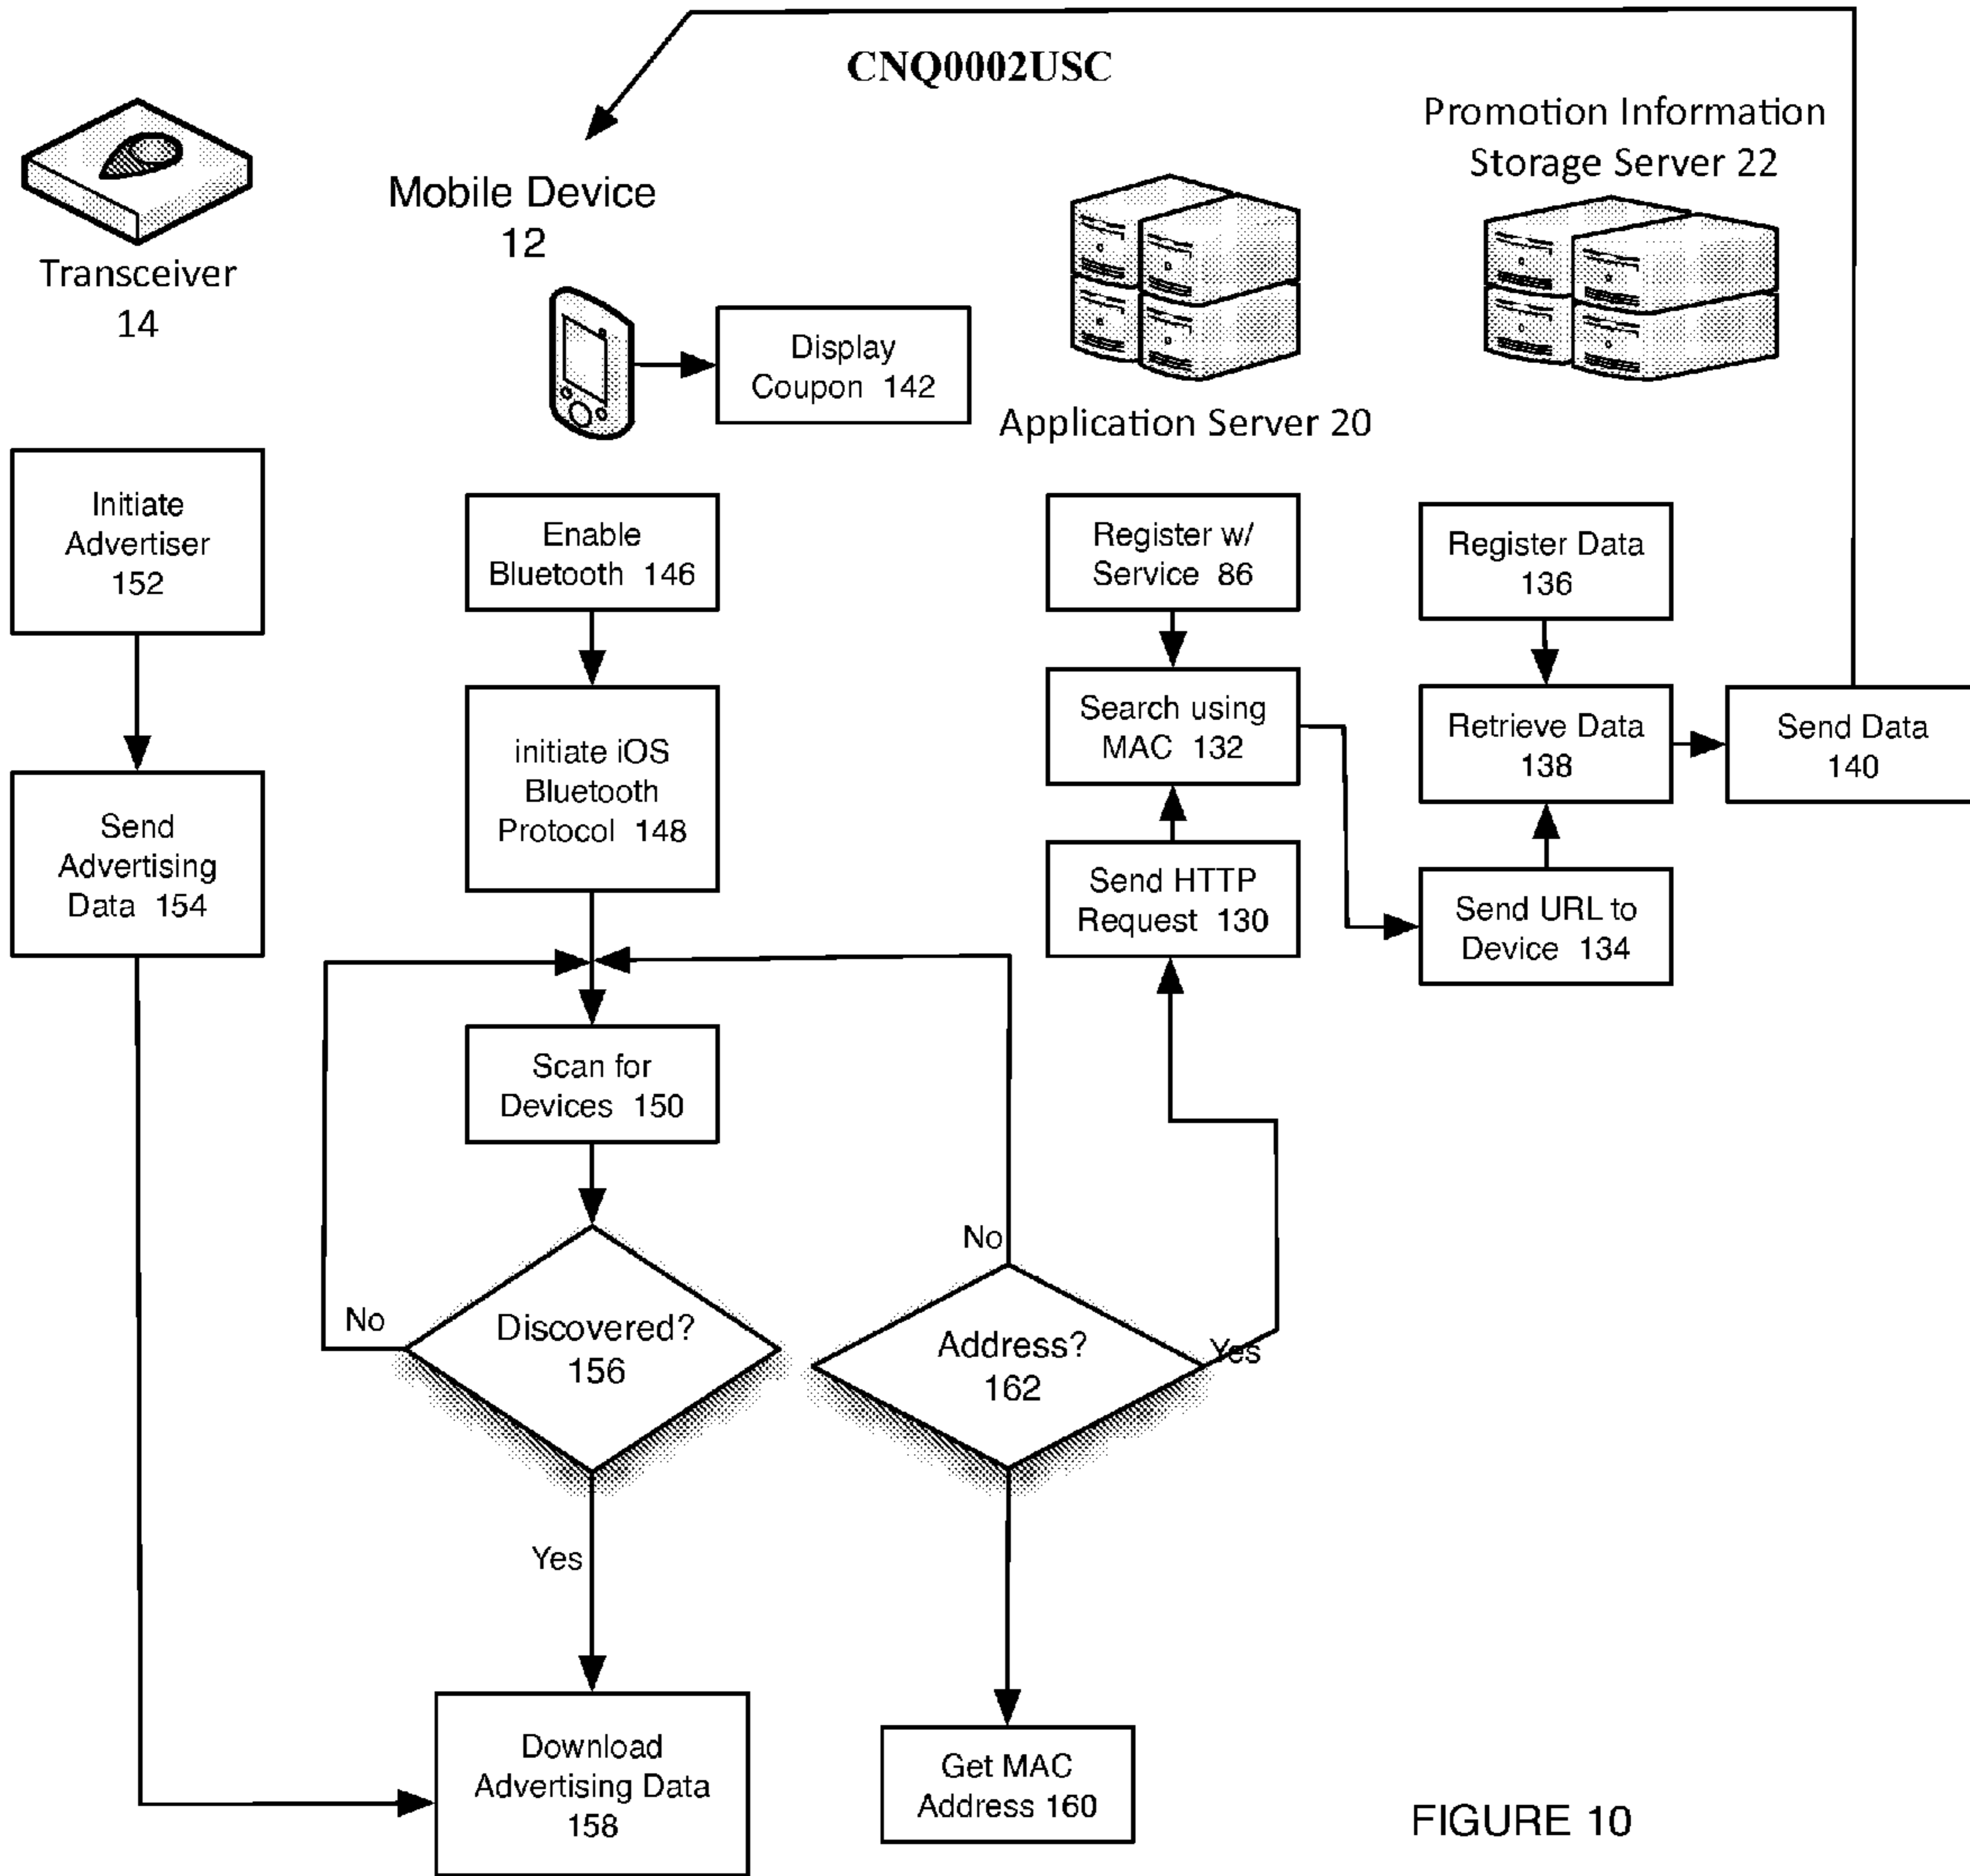 CNQ0002USC
Transceiver
14
Mobile Device
12
Promotion Information
Storage Server 22
Display
Coupon 142
Application Server 20
Initiate
Advertiser
152
Enable
Bluetooth 146
Register w/
Service 86
Register Data
136
Send
Advertising
Data 154
initiate iOS
Bluetooth
Protocol 148
Search using
MAC 132
Retrieve Data
138
Send Data
140
Send HTTP
Request 130
Send URL to
Device 134
Scan for
Devices 150
No
Discovered?
156
Yes
No
Address?
162
Yes
Download
Advertising Data
158
Get MAC
Address 160
FIGURE 10